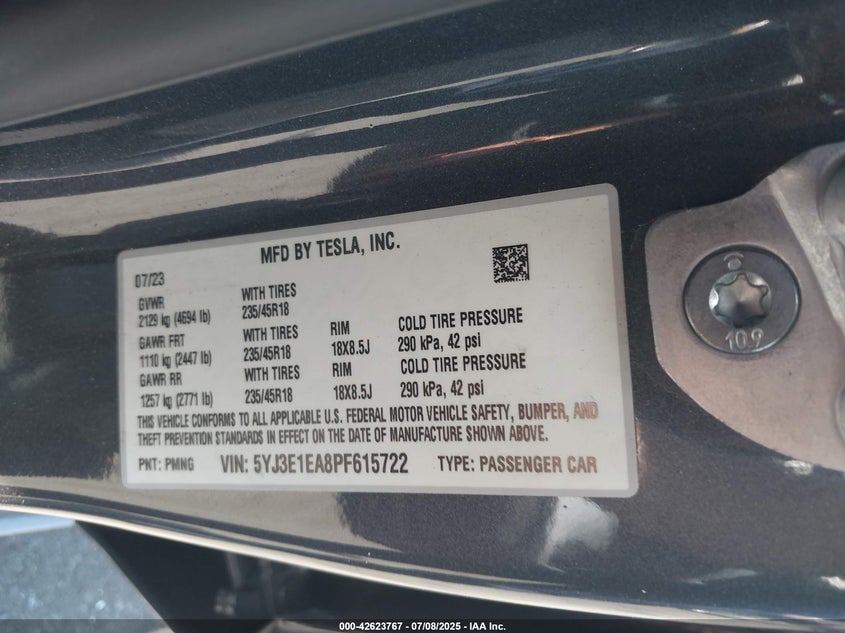 MFD BY TESLA, INC.
07/23
GVWR WITH TIRES
2129 kg (4694 lb) 235/45R18
GAWR FRT WITH TIRES RIM COLD TIRE PRESSURE
1110 kg (2447 lb) 235/45R18 18X8.5J 290 kPa, 42 psi
GAWR RR WITH TIRES RIM COLD TIRE PRESSURE
1257 kg (2771 lb) 235/45R18 18X8.5J 290 kPa, 42 psi
THIS VEHICLE CONFORMS TO ALL APPLICABLE U.S. FEDERAL MOTOR VEHICLE SAFETY, BUMPER, AND
THEFT PREVENTION STANDARDS IN EFFECT ON THE DATE OF MANUFACTURE SHOWN ABOVE.
PNT: PMNG VIN: 5YJ3E1EA8PF615722 TYPE: PASSENGER CAR
10.9
000-42623767 - 07/08/2025 - IAA Inc.